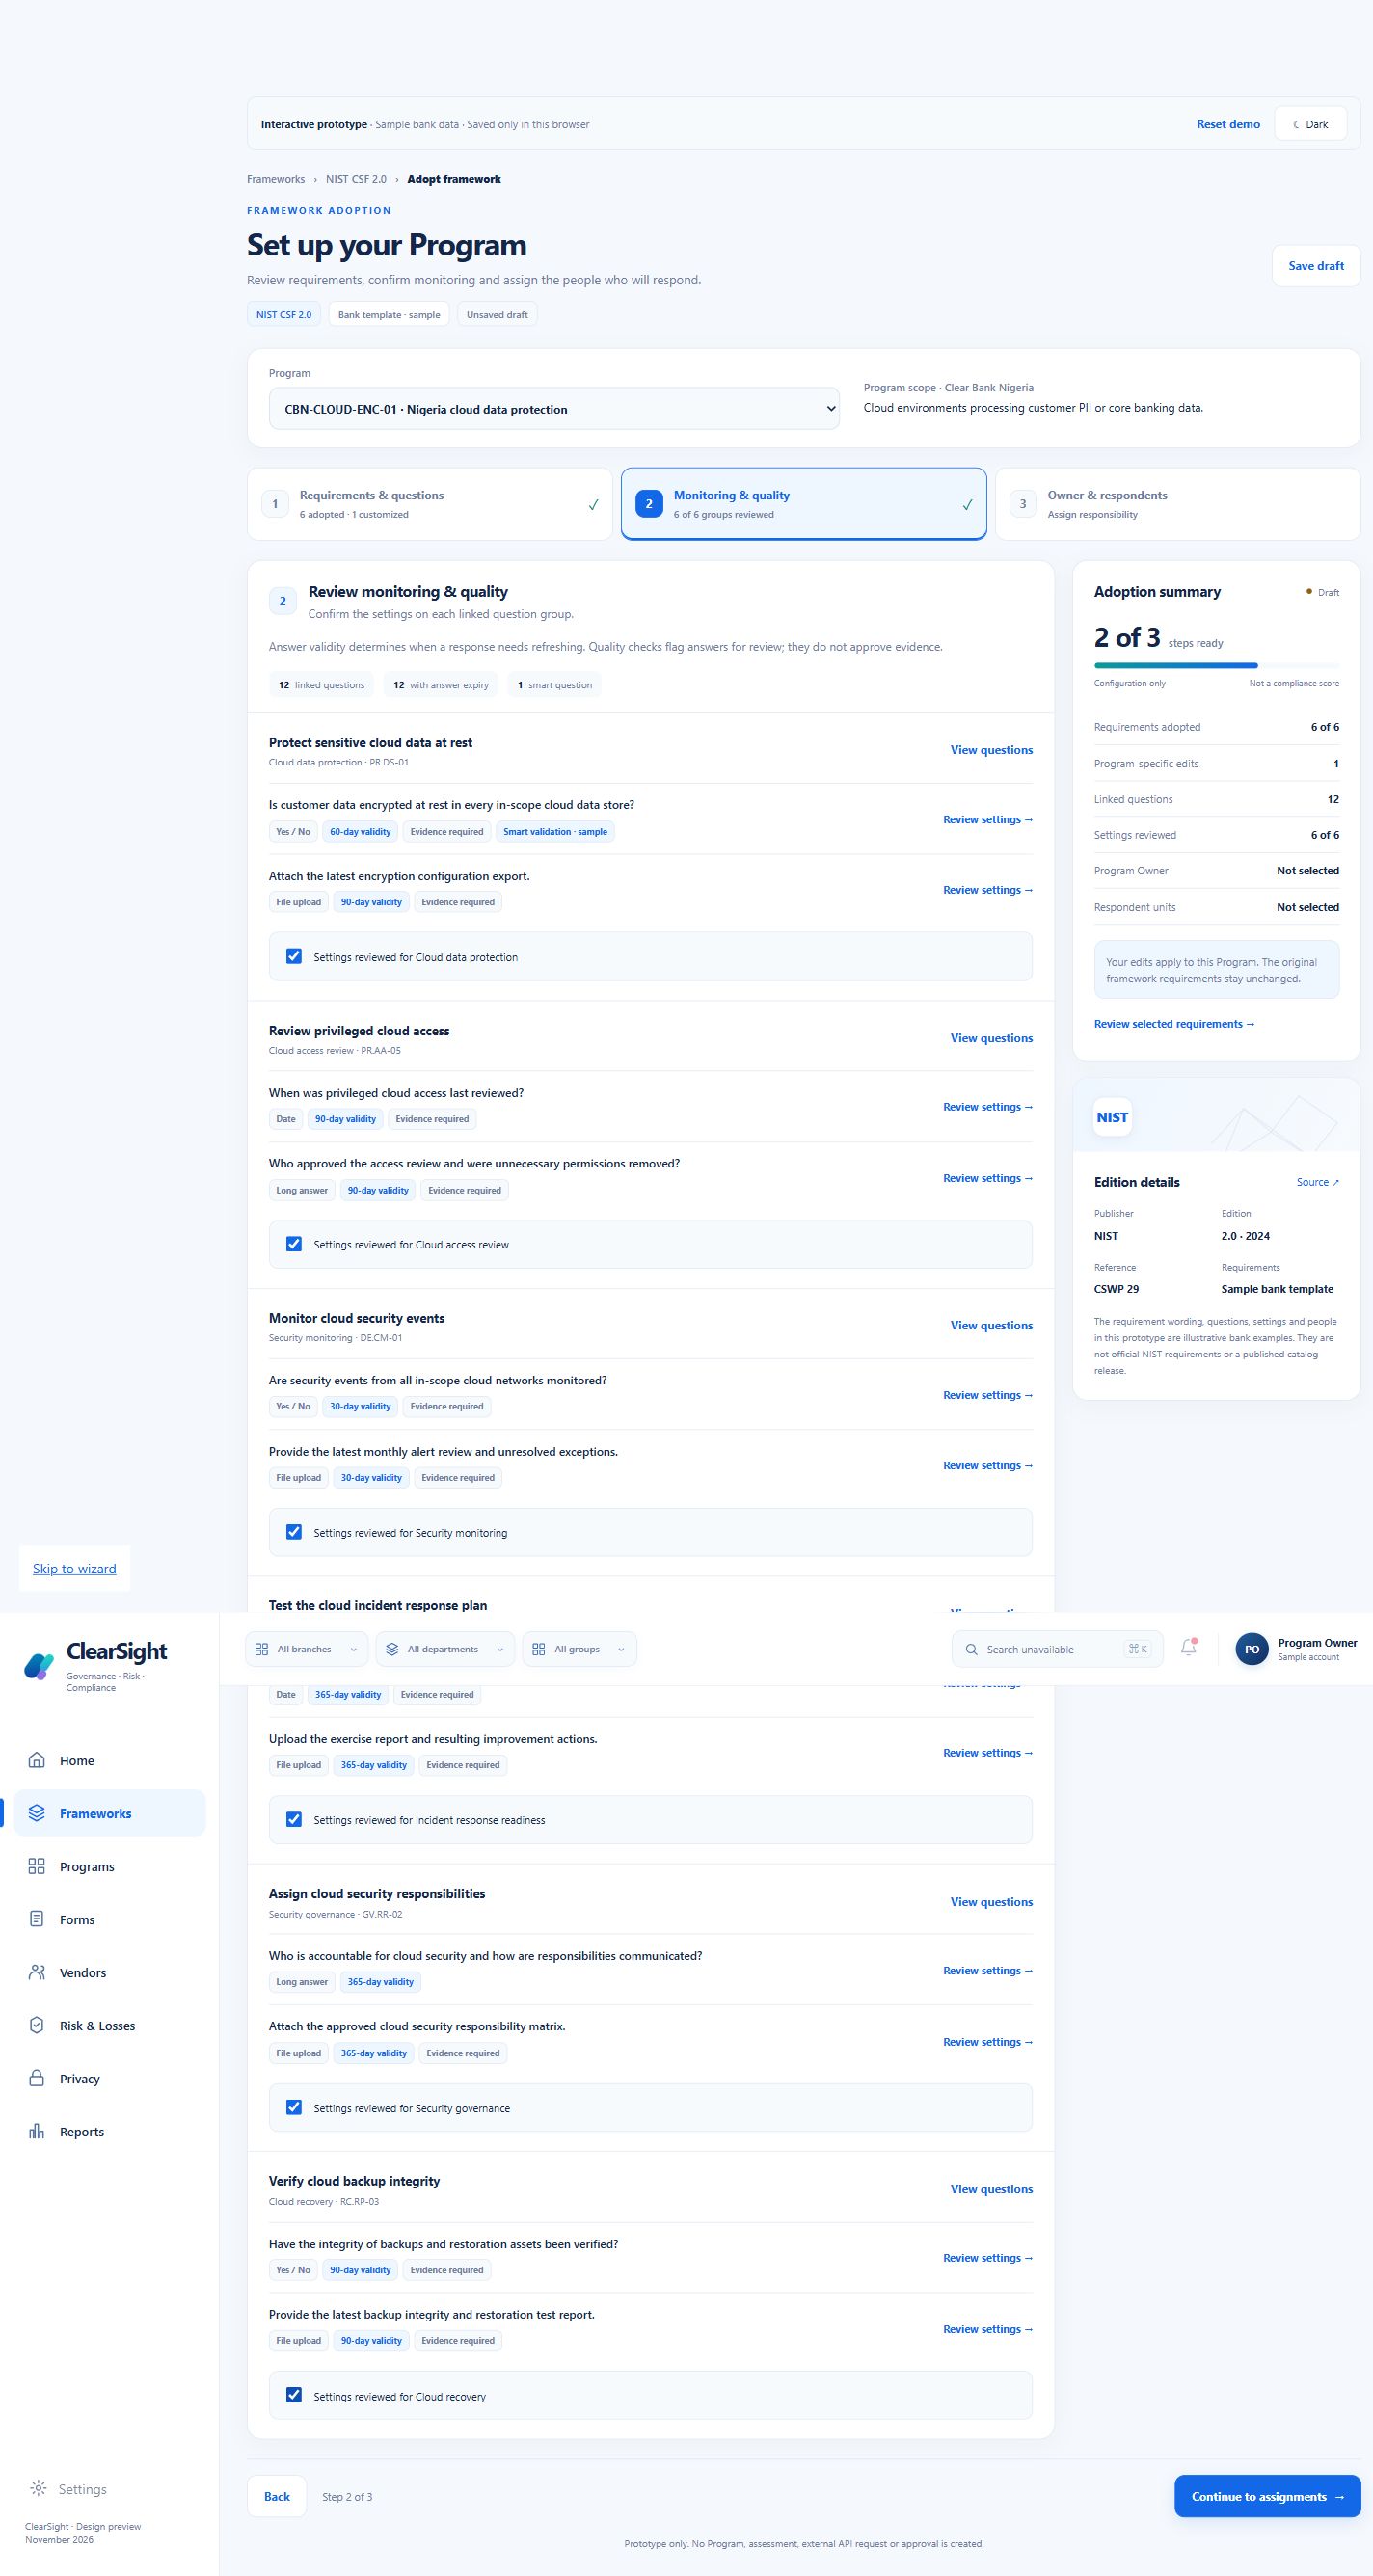 Interactive prototype · Sample bank data · Saved only in this browser
Reset demo
☾ Dark
Frameworks › NIST CSF 2.0 › Adopt framework
FRAMEWORK ADOPTION
Set up your Program
Review requirements, confirm monitoring and assign the people who will respond.
Save draft
NIST CSF 2.0
Bank template · sample
Unsaved draft
Program
CBN-CLOUD-ENC-01 · Nigeria cloud data protection
Program scope · Clear Bank Nigeria
Cloud environments processing customer PII or core banking data.
1
Requirements & questions
6 adopted · 1 customized
✓
2
Monitoring & quality
6 of 6 groups reviewed
✓
3
Owner & respondents
Assign responsibility
2
Review monitoring & quality
Confirm the settings on each linked question group.
Answer validity determines when a response needs refreshing. Quality checks flag answers for review; they do not approve evidence.
12 linked questions
12 with answer expiry
1 smart question
Protect sensitive cloud data at rest
Cloud data protection · PR.DS-01
View questions
Is customer data encrypted at rest in every in-scope cloud data store?
Yes / No
60-day validity
Evidence required
Smart validation · sample
Review settings →
Attach the latest encryption configuration export.
File upload
90-day validity
Evidence required
Review settings →
Settings reviewed for Cloud data protection
Review privileged cloud access
Cloud access review · PR.AA-05
View questions
When was privileged cloud access last reviewed?
Date
90-day validity
Evidence required
Review settings →
Who approved the access review and were unnecessary permissions removed?
Long answer
90-day validity
Evidence required
Review settings →
Settings reviewed for Cloud access review
Monitor cloud security events
Security monitoring · DE.CM-01
View questions
Are security events from all in-scope cloud networks monitored?
Yes / No
30-day validity
Evidence required
Review settings →
Provide the latest monthly alert review and unresolved exceptions.
File upload
30-day validity
Evidence required
Review settings →
Settings reviewed for Security monitoring
Test the cloud incident response plan
Adoption summary
Draft
2 of 3 steps ready
Configuration only
Not a compliance score
Requirements adopted 6 of 6
Program-specific edits 1
Linked questions 12
Settings reviewed 6 of 6
Program Owner Not selected
Respondent units Not selected
Your edits apply to this Program. The original
framework requirements stay unchanged.
Review selected requirements →
NIST
Edition details
Source ↗
Publisher
NIST
Edition
2.0 · 2024
Reference
CSWP 29
Requirements
Sample bank template
The requirement wording, questions, settings and people
in this prototype are illustrative bank examples. They are
not official NIST requirements or a published catalog
release.
Skip to wizard
ClearSight
Governance · Risk ·
Compliance
All branches
All departments
All groups
Search unavailable
⌘ K
PO
Program Owner
Sample account
Home
Frameworks
Programs
Forms
Vendors
Risk & Losses
Privacy
Reports
Settings
ClearSight · Design preview
November 2026
Date
365-day validity
Evidence required
Upload the exercise report and resulting improvement actions.
File upload
365-day validity
Evidence required
Review settings →
Settings reviewed for Incident response readiness
Assign cloud security responsibilities
Security governance · GV.RR-02
View questions
Who is accountable for cloud security and how are responsibilities communicated?
Long answer
365-day validity
Review settings →
Attach the approved cloud security responsibility matrix.
File upload
365-day validity
Evidence required
Review settings →
Settings reviewed for Security governance
Verify cloud backup integrity
Cloud recovery · RC.RP-03
View questions
Have the integrity of backups and restoration assets been verified?
Yes / No
90-day validity
Evidence required
Review settings →
Provide the latest backup integrity and restoration test report.
File upload
90-day validity
Evidence required
Review settings →
Settings reviewed for Cloud recovery
Back
Step 2 of 3
Continue to assignments →
Prototype only. No Program, assessment, external API request or approval is created.